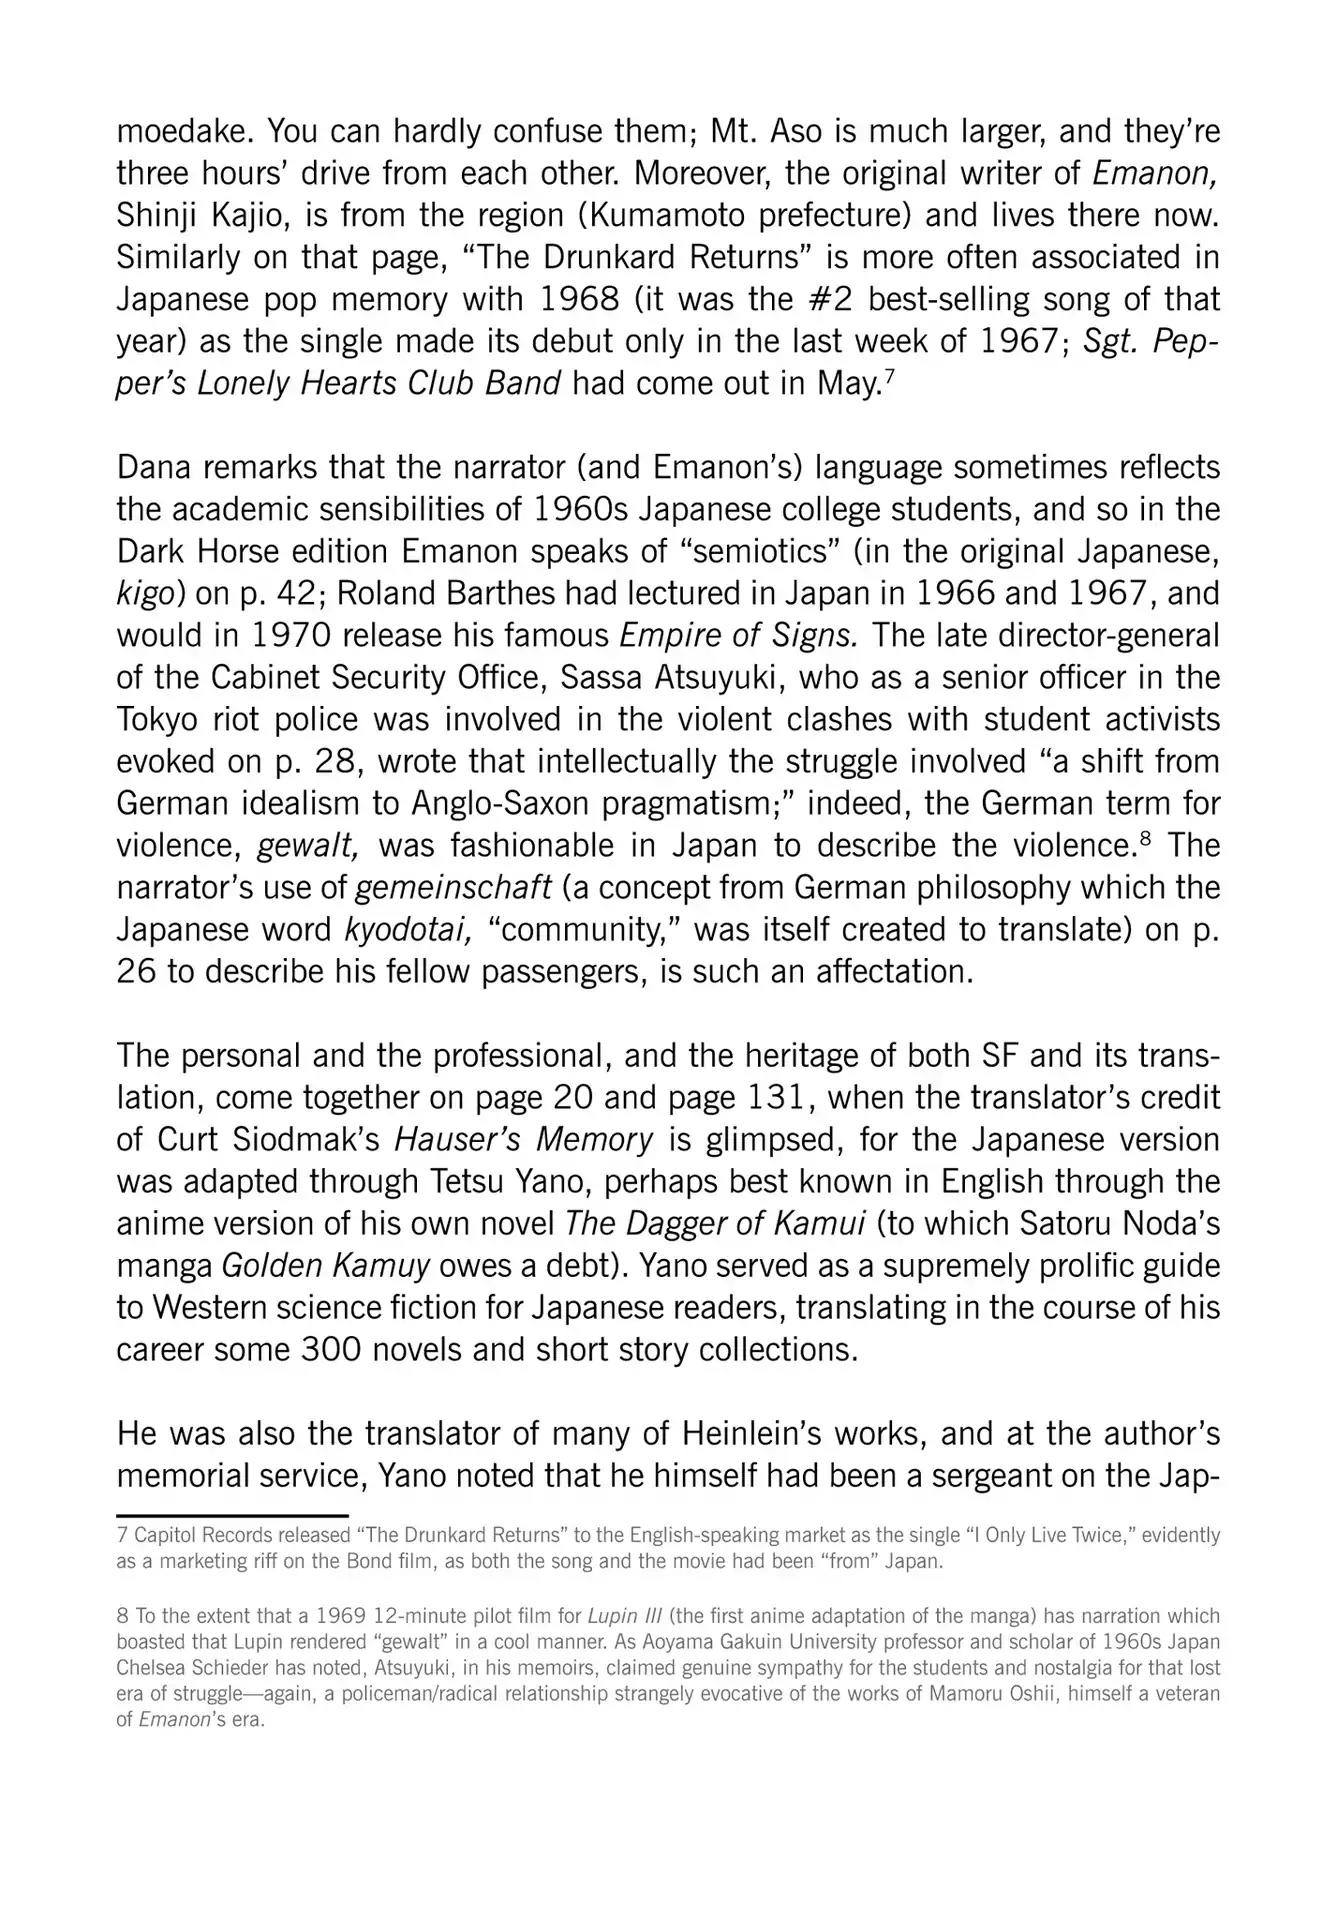 moedake. You can hardly confuse them; Mt. Aso is much larger, and they’re
three hours’ drive from each other. Moreover, the original writer of Emanon,
Shinji Kajio, is from the region (Kumamoto prefecture) and lives there now.
Similarly on that page, “The Drunkard Returns” is more often associated in
Japanese pop memory with 1968 (it was the #2 best-selling song of that
year) as the single made its debut only in the last week of 1967; Sgt. Pep-
per’s Lonely Hearts Club Band had come out in May.7
Dana remarks that the narrator (and Emanon’s) language sometimes reflects
the academic sensibilities of 1960s Japanese college students, and so in the
Dark Horse edition Emanon speaks of “semiotics” (in the original Japanese,
kigo) on p. 42; Roland Barthes had lectured in Japan in 1966 and 1967, and
would in 1970 release his famous Empire of Signs. The late director-general
of the Cabinet Security Office, Sassa Atsuyuki, who as a senior officer in the
Tokyo riot police was involved in the violent clashes with student activists
evoked on p. 28, wrote that intellectually the struggle involved “a shift from
German idealism to Anglo-Saxon pragmatism;” indeed, the German term for
violence, gewalt, was fashionable in Japan to describe the violence.8 The
narrator’s use of gemeinschaft (a concept from German philosophy which the
Japanese word kyodotai, “community,” was itself created to translate) on p.
26 to describe his fellow passengers, is such an affectation.
The personal and the professional, and the heritage of both SF and its trans-
lation, come together on page 20 and page 131, when the translator’s credit
of Curt Siodmak’s Hauser’s Memory is glimpsed, for the Japanese version
was adapted through Tetsu Yano, perhaps best known in English through the
anime version of his own novel The Dagger of Kamui (to which Satoru Noda’s
manga Golden Kamuy owes a debt). Yano served as a supremely prolific guide
to Western science fiction for Japanese readers, translating in the course of his
career some 300 novels and short story collections.
He was also the translator of many of Heinlein’s works, and at the author’s
memorial service, Yano noted that he himself had been a sergeant on the Jap-
7 Capitol Records released “The Drunkard Returns” to the English-speaking market as the single “I Only Live Twice,” evidently
as a marketing riff on the Bond film, as both the song and the movie had been “from” Japan.
8 To the extent that a 1969 12-minute pilot film for Lupin III (the first anime adaptation of the manga) has narration which
boasted that Lupin rendered “gewalt” in a cool manner. As Aoyama Gakuin University professor and scholar of 1960s Japan
Chelsea Schieder has noted, Atsuyuki, in his memoirs, claimed genuine sympathy for the students and nostalgia for that lost
era of struggle—again, a policeman/radical relationship strangely evocative of the works of Mamoru Oshii, himself a veteran
of Emanon’s era.